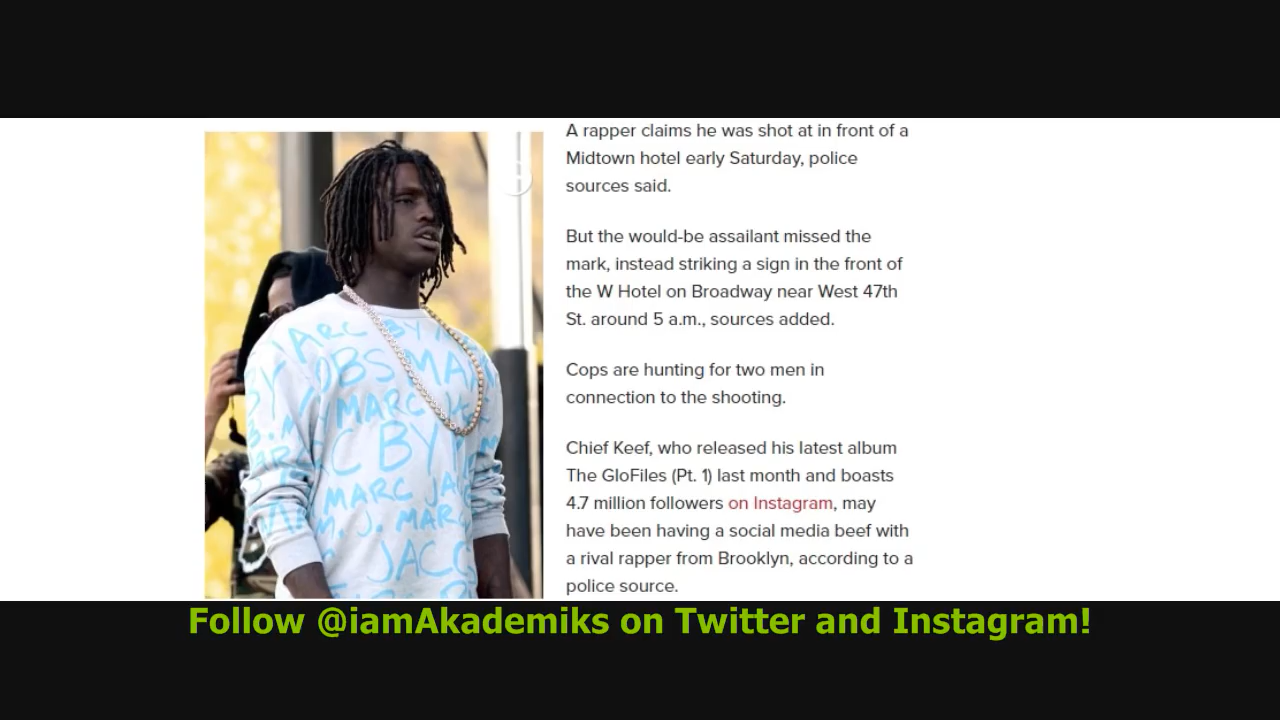 A rapper claims he was shot at in front of a
Midtown hotel early Saturday, police
sources said.
But the would-be assailant missed the
mark, instead striking a sign in the front of
the W Hotel on Broadway near West 47th
St. around 5 a.m., sources added.
Cops are hunting for two men in
connection to the shooting.
Chief Keef, who released his latest album
The GloFiles (Pt. 1) last month and boasts
4.7 million followers on Instagram, may
have been having a social media beef with
a rival rapper from Brooklyn, according to a
police source.
MARC JAC
JACO
Follow @iamAkademiks on Twitter and Instagram!